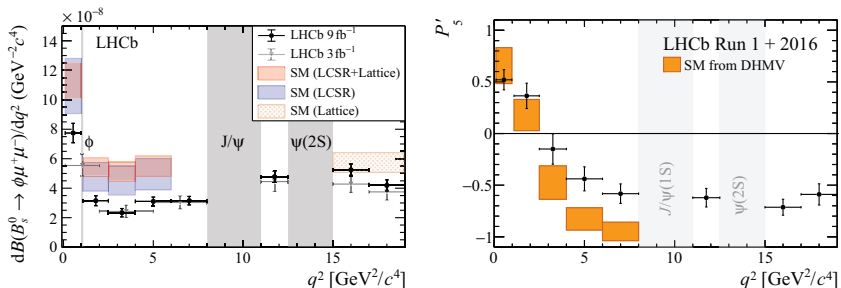 ×10⁻⁸
dB(B⁰ₛ → ϕμ⁺μ⁻)/dq² (GeV⁻²c⁴)
14
12
10
8
6
4
2
0
LHCb
LHCb 9 fb⁻¹
LHCb 3 fb⁻¹
SM (LCSR+Lattice)
SM (LCSR)
SM (Lattice)
ϕ
J/ψ
ψ(2S)
0 5 10 15
q² [GeV²/c⁴]
P′₅
1
0.5
0
−0.5
−1
LHCb Run 1 + 2016
SM from DHMV
J/ψ(1S)
ψ(2S)
0 5 10 15
q² [GeV²/c⁴]